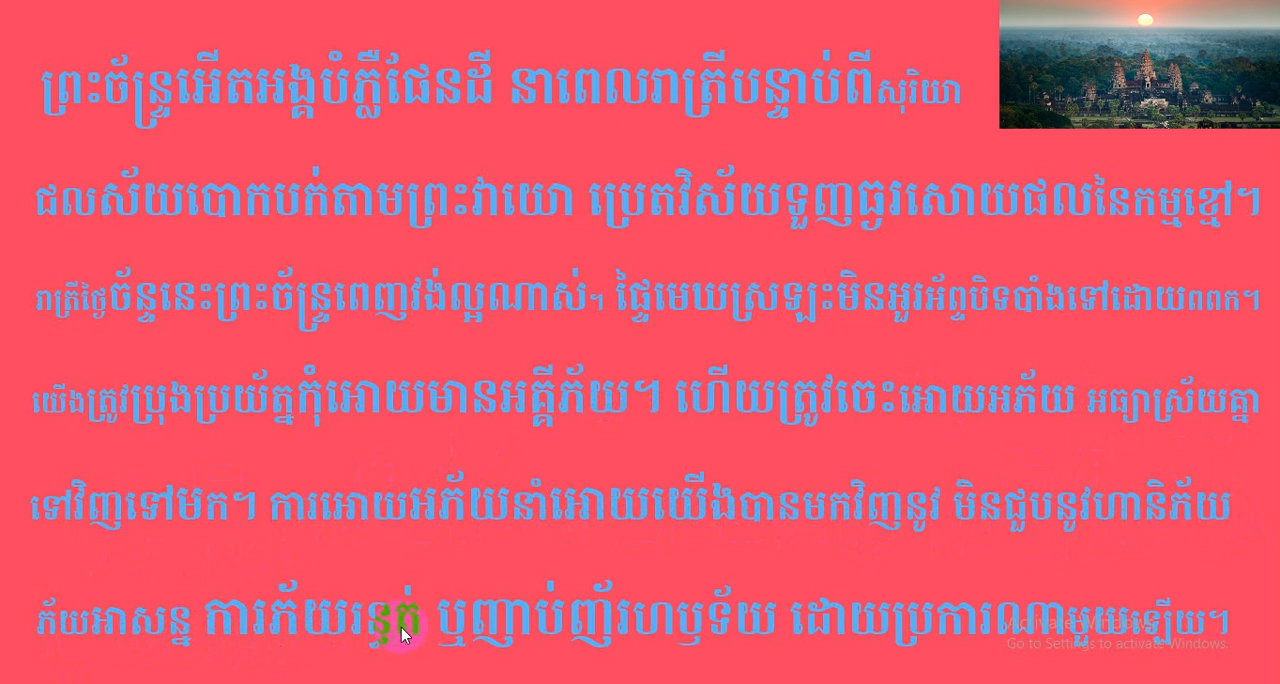 ព្រះច័ន្ទ្រអើតអង្គបំភ្លឺផែនដី នាពេលរាត្រីបន្ទាប់ពីសុរិយា
ជលស័យបោកបក់តាមព្រះវាយោ ប្រេតវិស័យទួញធ្ងរសោយផលនៃកម្មខ្មៅ។
រាត្រីថ្ងៃច័ន្ទនេះព្រះច័ន្ទ្រពេញវង់ល្អណាស់។ ផ្ទៃមេឃស្រឡះមិនអួរអ័ព្ទបិទបាំងទៅដោយពពក។
យើងត្រូវប្រុងប្រយ័ត្នកុំអោយមានអគ្គីភ័យ។ ហើយត្រូវចេះអោយអភ័យ អធ្យាស្រ័យគ្នា
ទៅវិញទៅមក។ ការអោយអភ័យនាំអោយយើងបានមកវិញនូវ មិនជួបនូវហានិភ័យ
ភ័យអាសន្ន ការភ័យរន្ធត់ ឬញាប់ញ័រហឫទ័យ ដោយប្រការណាមួយឡើយ។
Activate Windows
Go to Settings to activate Windows.